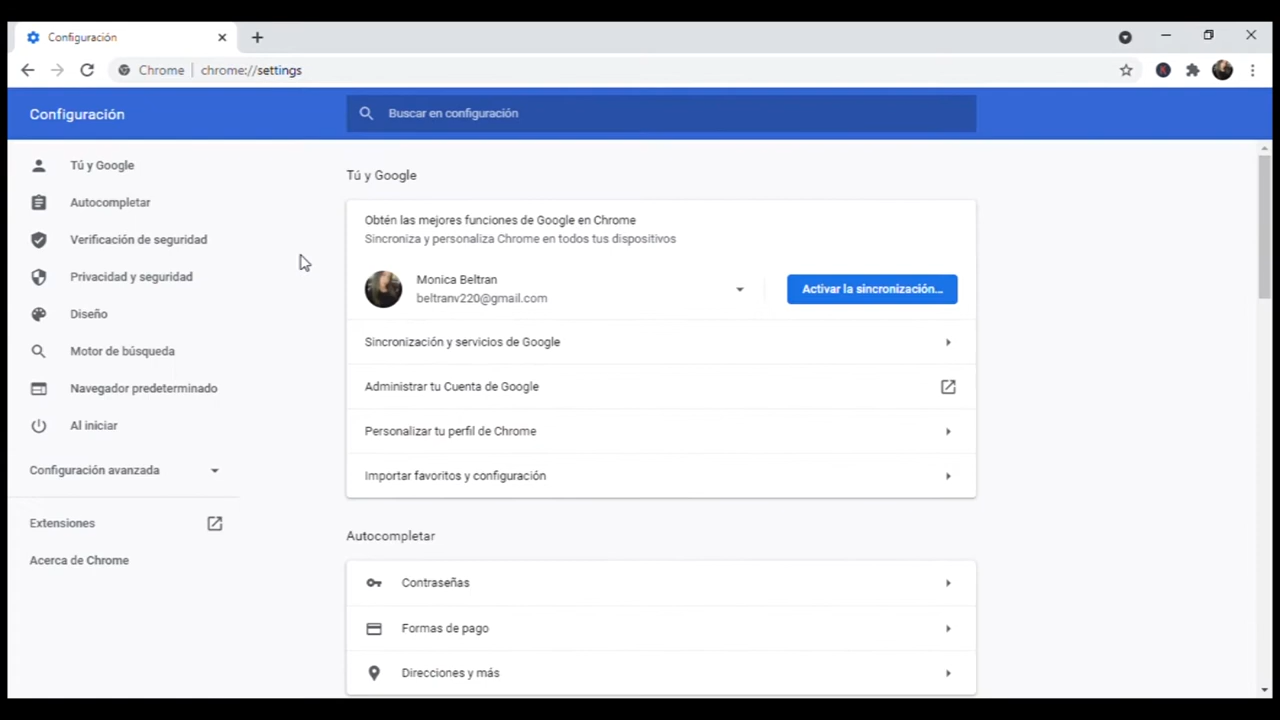 Configuración
Chrome
chrome://settings
Configuración
Buscar en configuración
Tú y Google
Autocompletar
Verificación de seguridad
Privacidad y seguridad
Diseño
Motor de búsqueda
Navegador predeterminado
Al iniciar
Configuración avanzada
Extensiones
Acerca de Chrome
Tú y Google
Obtén las mejores funciones de Google en Chrome
Sincroniza y personaliza Chrome en todos tus dispositivos
Monica Beltran
beltranv220@gmail.com
Activar la sincronización...
Sincronización y servicios de Google
Administrar tu Cuenta de Google
Personalizar tu perfil de Chrome
Importar favoritos y configuración
Autocompletar
Contraseñas
Formas de pago
Direcciones y más